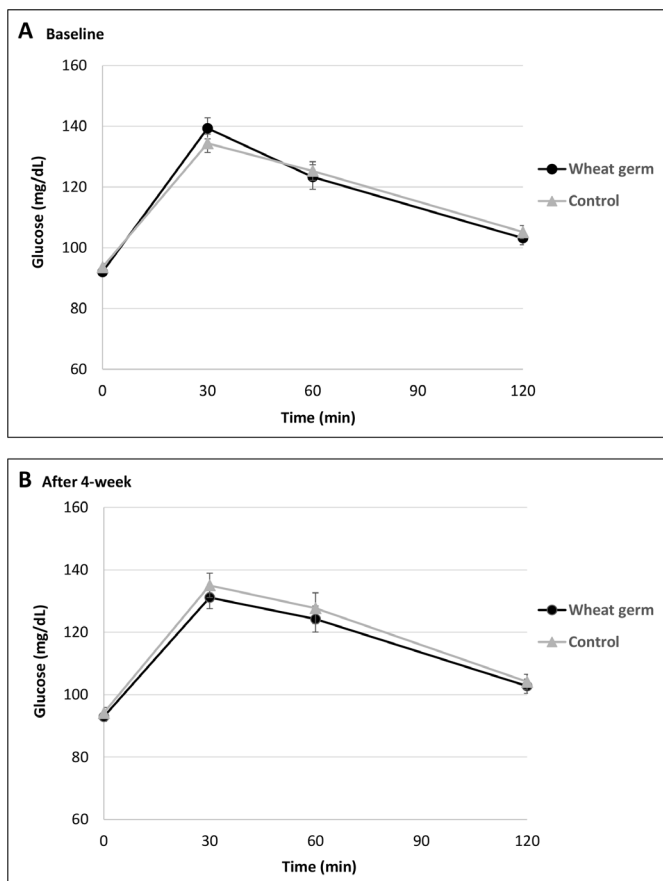 A Baseline
160
140
120
100
80
60
Glucose (mg/dL)
0 30 60 90 120
Time (min)
Wheat germ
Control
B After 4-week
160
140
120
100
80
60
Glucose (mg/dL)
0 30 60 90 120
Time (min)
Wheat germ
Control